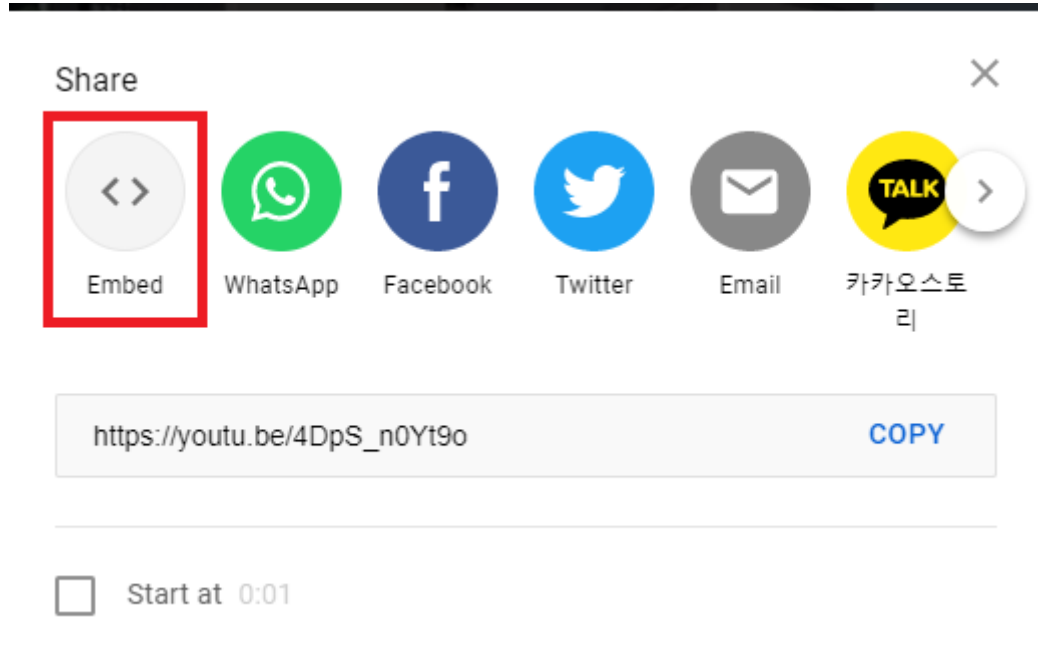 Share
TALK
Embed
WhatsApp
Facebook
Twitter
Email
카카오스토
리
https://youtu.be/4DpS_n0Yt9o
COPY
Start at 0:01